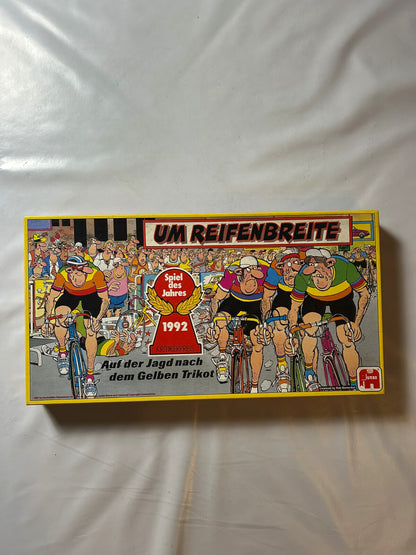 UM REIFENBREITE
Spiel
des
Jahres
1992
Auf der Jagd nach
dem Gelben Trikot
Jumbo